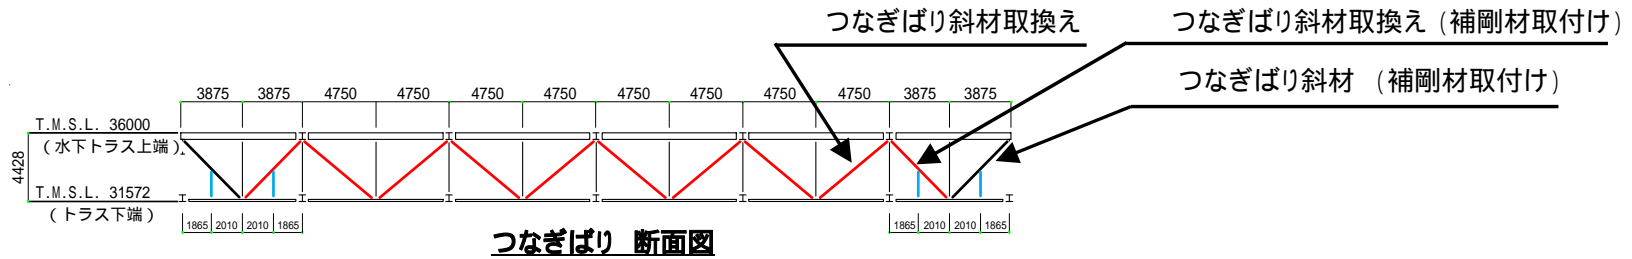 つなぎばり斜材取換え
つなぎばり斜材取換え（補剛材取付け）
つなぎばり斜材 （補剛材取付け）
3875 3875 4750 4750 4750 4750 4750 4750 4750 4750 3875 3875
T.M.S.L. 36000
（水下トラス上端）
4428
T.M.S.L. 31572
（トラス下端）
1865 2010 2010 1865 1865 2010 2010 1865
つなぎばり 断面図